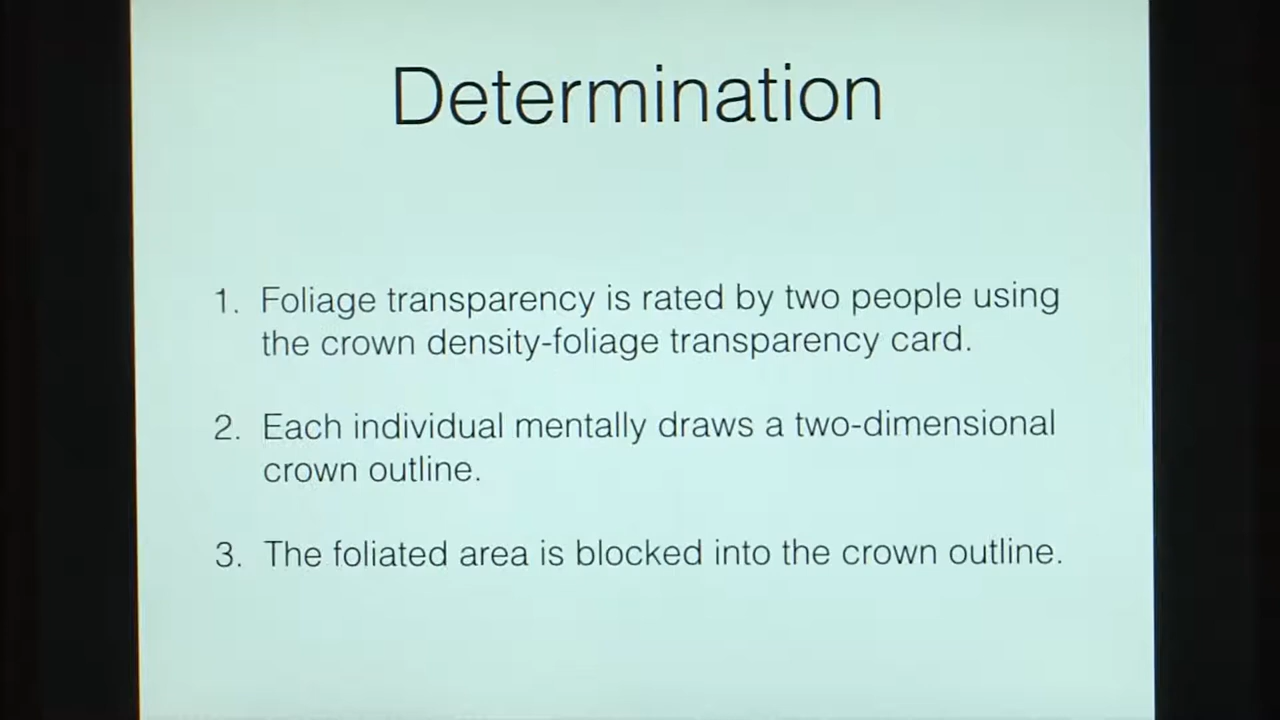 Determination
1. Foliage transparency is rated by two people using
the crown density-foliage transparency card.
2. Each individual mentally draws a two-dimensional
crown outline.
3. The foliated area is blocked into the crown outline.